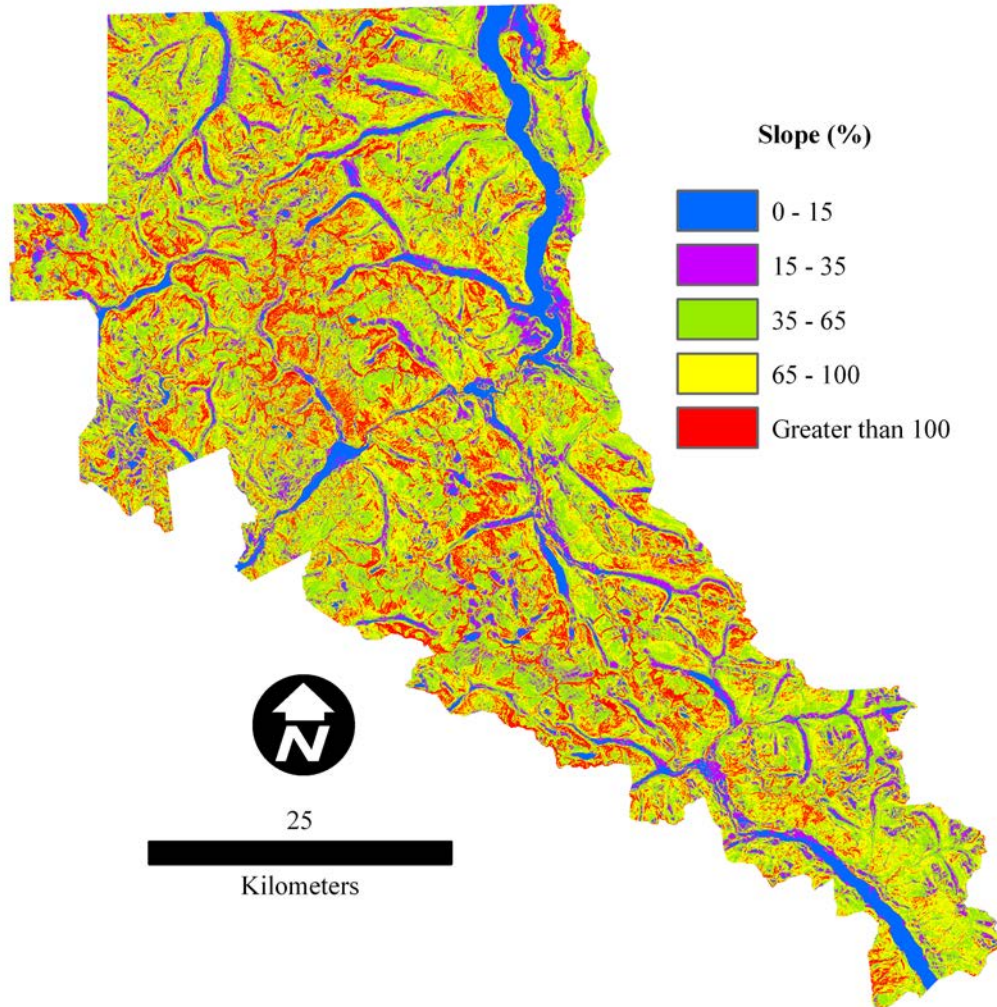 Slope (%)
0 - 15
15 - 35
35 - 65
65 - 100
Greater than 100
N
25
Kilometers